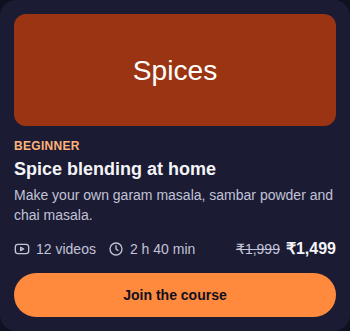 Spices
BEGINNER
Spice blending at home
Make your own garam masala, sambar powder and
chai masala.
12 videos 2 h 40 min ₹1,999 ₹1,499
Join the course